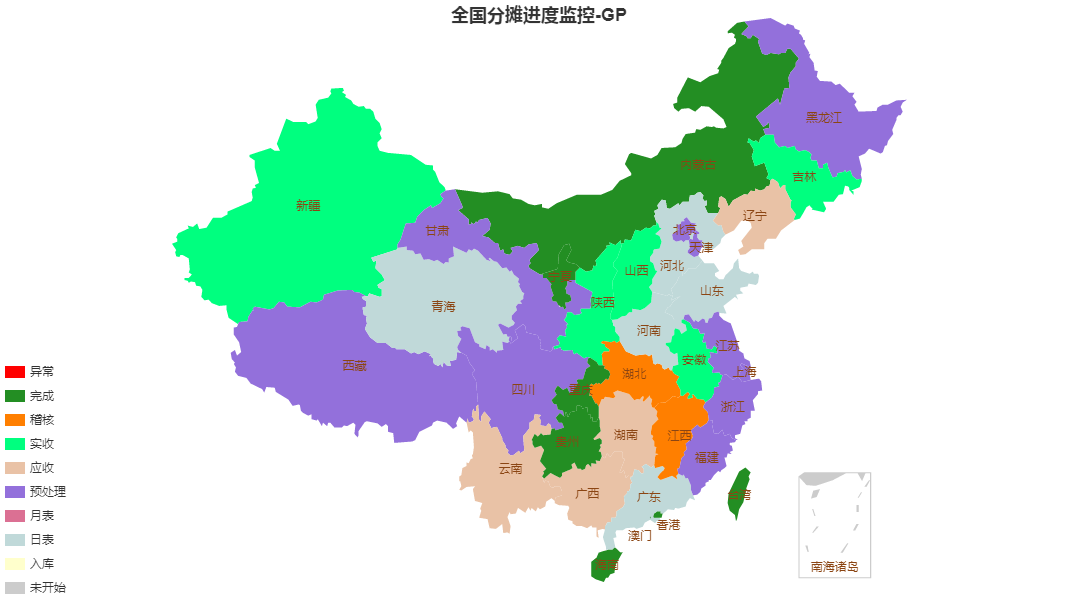 全国分摊进度监控-GP
黑龙江
内蒙古
吉林
新疆
辽宁
甘肃
北京
天津
河北
山西
宁夏
山东
陕西
青海
河南
江苏
安徽
上海
西藏
湖北
四川
重庆
浙江
湖南
江西
贵州
福建
云南
广西
广东
台湾
香港
澳门
海南
南海诸岛
异常
完成
稽核
实收
应收
预处理
月表
日表
入库
未开始